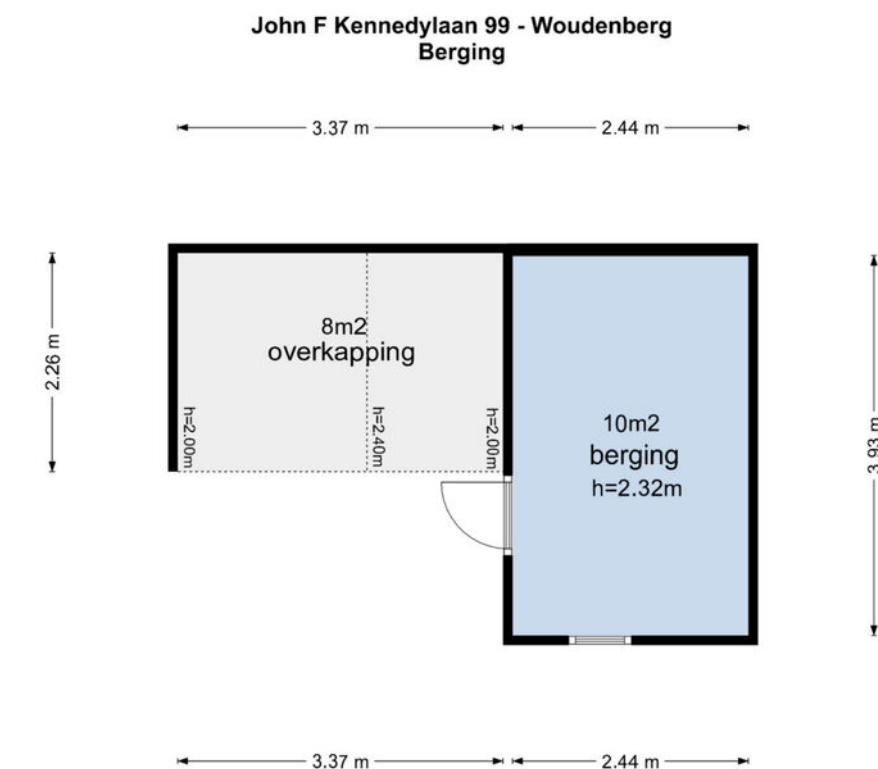 John F Kennedylaan 99 - Woudenberg
Berging
3.37 m
2.44 m
2.26 m
8m2
overkapping
h=2.00m
h=2.40m
h=2.00m
10m2
berging
h=2.32m
3.93 m
3.37 m
2.44 m